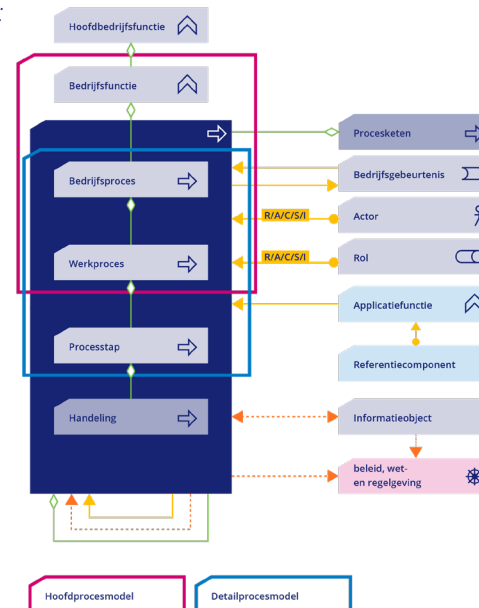 Hoofdbedrijfsfunctie
Bedrijfsfunctie
Procesketen
Bedrijfsproces
Bedrijfsgebeurtenis
R/A/C/S/I
Actor
Werkproces
R/A/C/S/I
Rol
Applicatiefunctie
Processtap
Referentiecomponent
Handeling
Informatieobject
beleid, wet-
en regelgeving
Hoofdprocesmodel
Detailprocesmodel